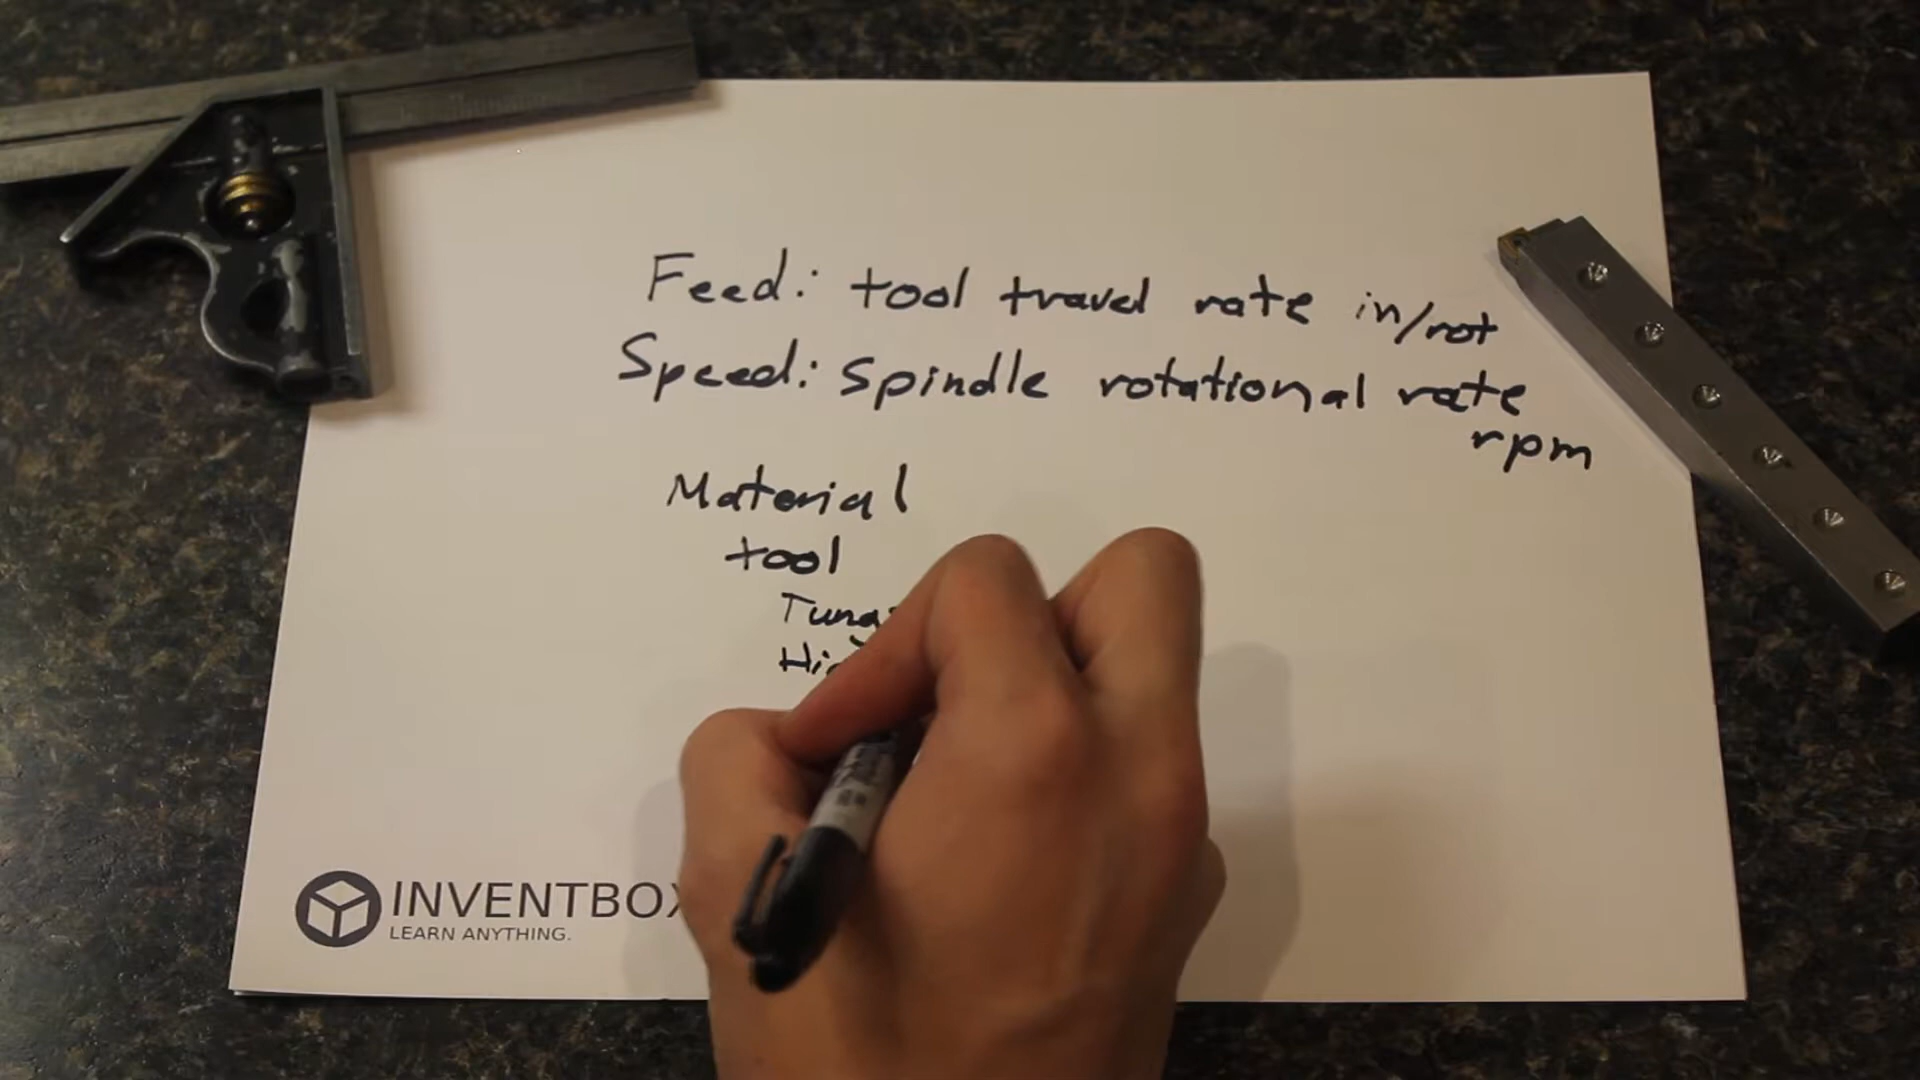 Feed: tool travel rate in/rot
Speed: Spindle rotational rate
rpm
Material
tool
INVENTBOX
LEARN ANYTHING.